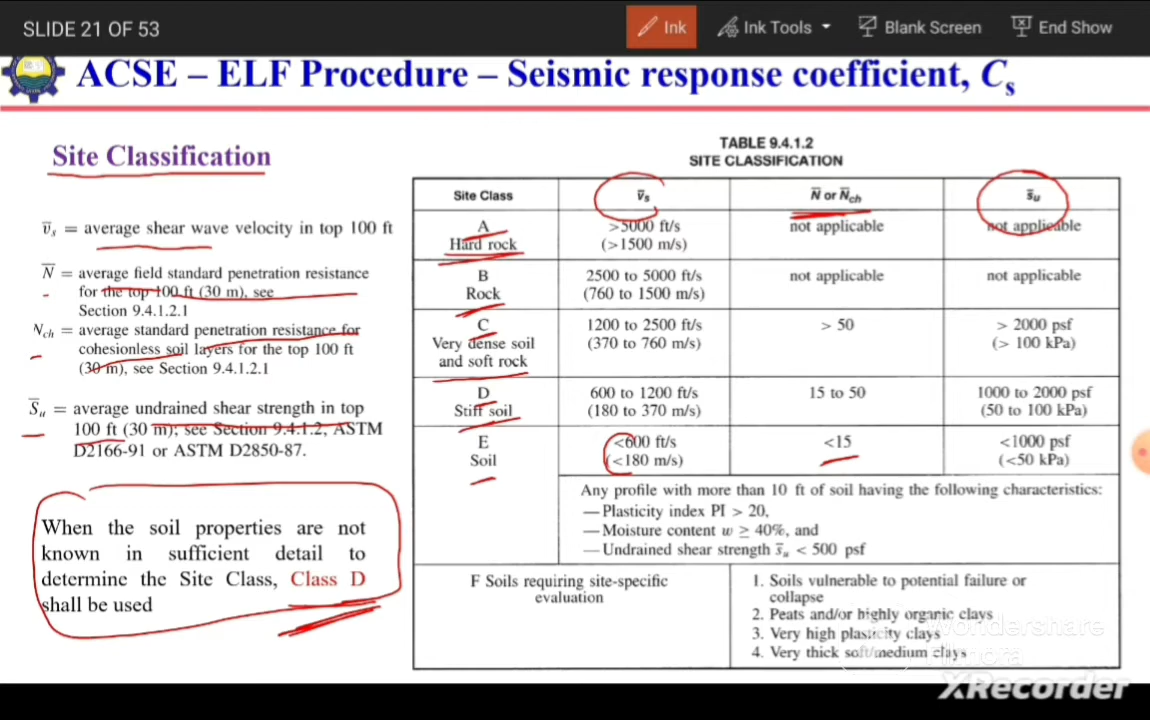 SLIDE 21 OF 53
Ink
Ink Tools
Blank Screen
End Show
ACSE – ELF Procedure – Seismic response coefficient, Cs
Site Classification
v̄s = average shear wave velocity in top 100 ft
N̄ = average field standard penetration resistance
for the top 100 ft (30 m), see
Section 9.4.1.2.1
Nch = average standard penetration resistance for
cohesionless soil layers for the top 100 ft
(30 m), see Section 9.4.1.2.1
S̄u = average undrained shear strength in top
100 ft (30 m); see Section 9.4.1.2, ASTM
D2166-91 or ASTM D2850-87.
When the soil properties are not
known in sufficient detail to
determine the Site Class, Class D
shall be used
TABLE 9.4.1.2
SITE CLASSIFICATION
Site Class v̄s N̄ or N̄ch s̄u
A
Hard rock
>5000 ft/s
(>1500 m/s)
not applicable
not applicable
B
Rock
2500 to 5000 ft/s
(760 to 1500 m/s)
not applicable
not applicable
C
Very dense soil
and soft rock
1200 to 2500 ft/s
(370 to 760 m/s)
> 50
> 2000 psf
(> 100 kPa)
D
Stiff soil
600 to 1200 ft/s
(180 to 370 m/s)
15 to 50
1000 to 2000 psf
(50 to 100 kPa)
E
Soil
<600 ft/s
(<180 m/s)
<15
<1000 psf
(<50 kPa)
Any profile with more than 10 ft of soil having the following characteristics:
—Plasticity index PI > 20,
—Moisture content w ≥ 40%, and
—Undrained shear strength s̄u < 500 psf
F Soils requiring site-specific
evaluation
1. Soils vulnerable to potential failure or
collapse
2. Peats and/or highly organic clays
3. Very high plasticity clays
4. Very thick soft/medium clays
Wondershare
Filmora
XRecorder